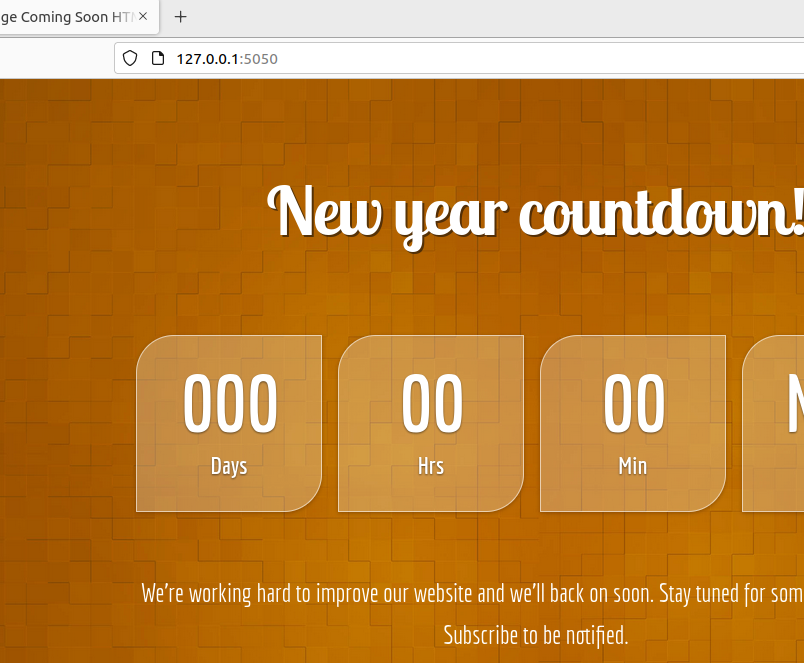 ge Coming Soon HTM
127.0.0.1:5050
New year countdown!
000
00
00
N
Days
Hrs
Min
We're working hard to improve our website and we'll back on soon. Stay tuned for som
Subscribe to be notified.